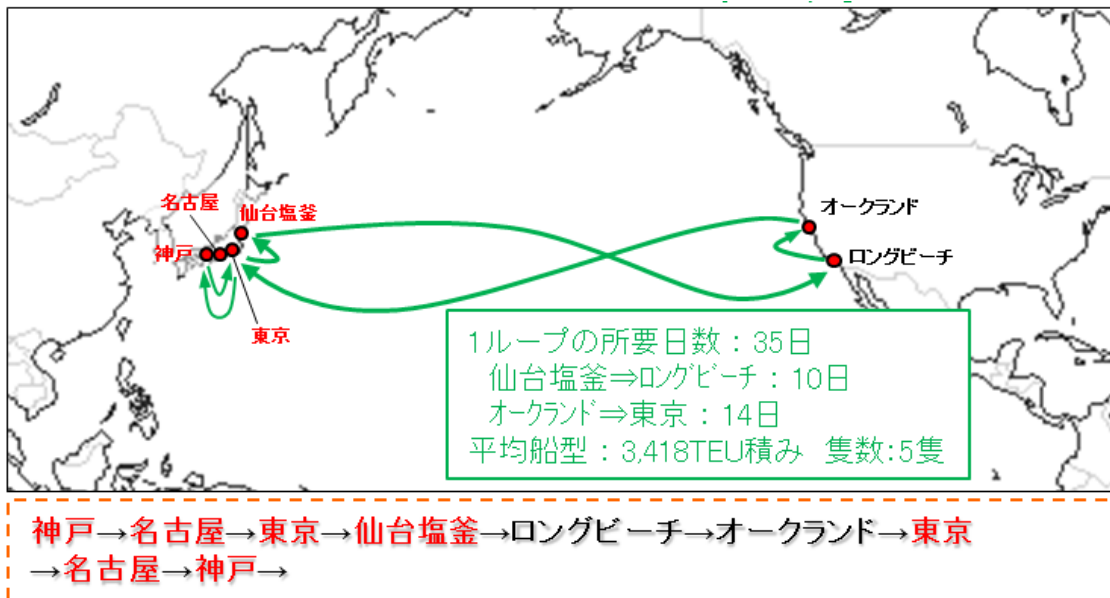 名古屋
仙台塩釜
神戸
東京
オークランド
ロングビーチ
1ループの所要日数：35日
仙台塩釜⇒ロングビーチ：10日
オークランド⇒東京：14日
平均船型：3,418TEU積み 隻数:5隻
神戸→名古屋→東京→仙台塩釜→ロングビーチ→オークランド→東京
→名古屋→神戸→